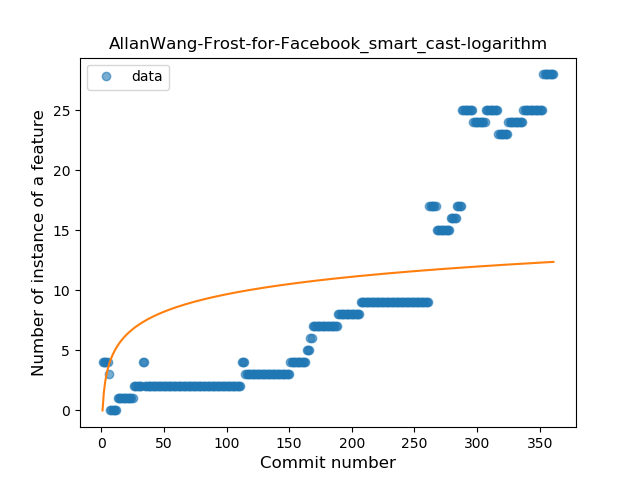 AllanWang-Frost-for-Facebook_smart_cast-logarithm
data
Number of instance of a feature
25
20
15
10
5
0
0 50 100 150 200 250 300 350
Commit number